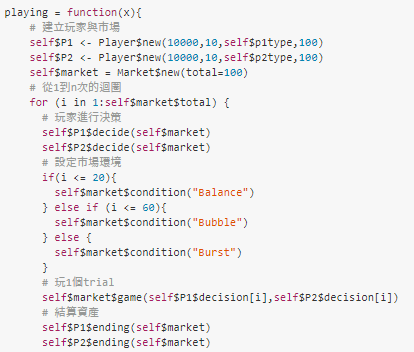 playing = function(x){
# 建立玩家與市場
self$P1 <- Player$new(10000,10,self$p1type,100)
self$P2 <- Player$new(10000,10,self$p2type,100)
self$market = Market$new(total=100)
# 從1到n次的迴圈
for (i in 1:self$market$total) {
# 玩家進行決策
self$P1$decide(self$market)
self$P2$decide(self$market)
# 設定市場環境
if(i <= 20){
self$market$condition("Balance")
} else if (i <= 60){
self$market$condition("Bubble")
} else {
self$market$condition("Burst")
}
# 玩1個trial
self$market$game(self$P1$decision[i],self$P2$decision[i])
# 結算資產
self$P1$ending(self$market)
self$P2$ending(self$market)